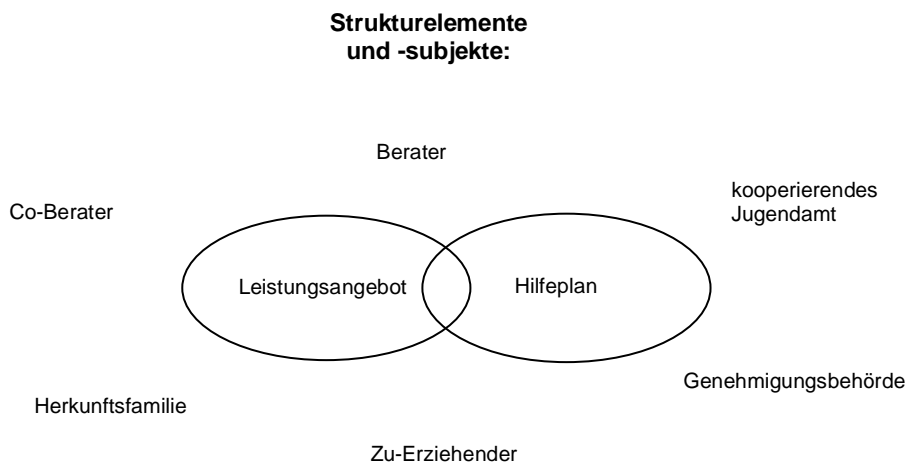 Strukturelemente
und -subjekte:
Berater
kooperierendes
Jugendamt
Co-Berater
Leistungsangebot
Hilfeplan
Genehmigungsbehörde
Herkunftsfamilie
Zu-Erziehender